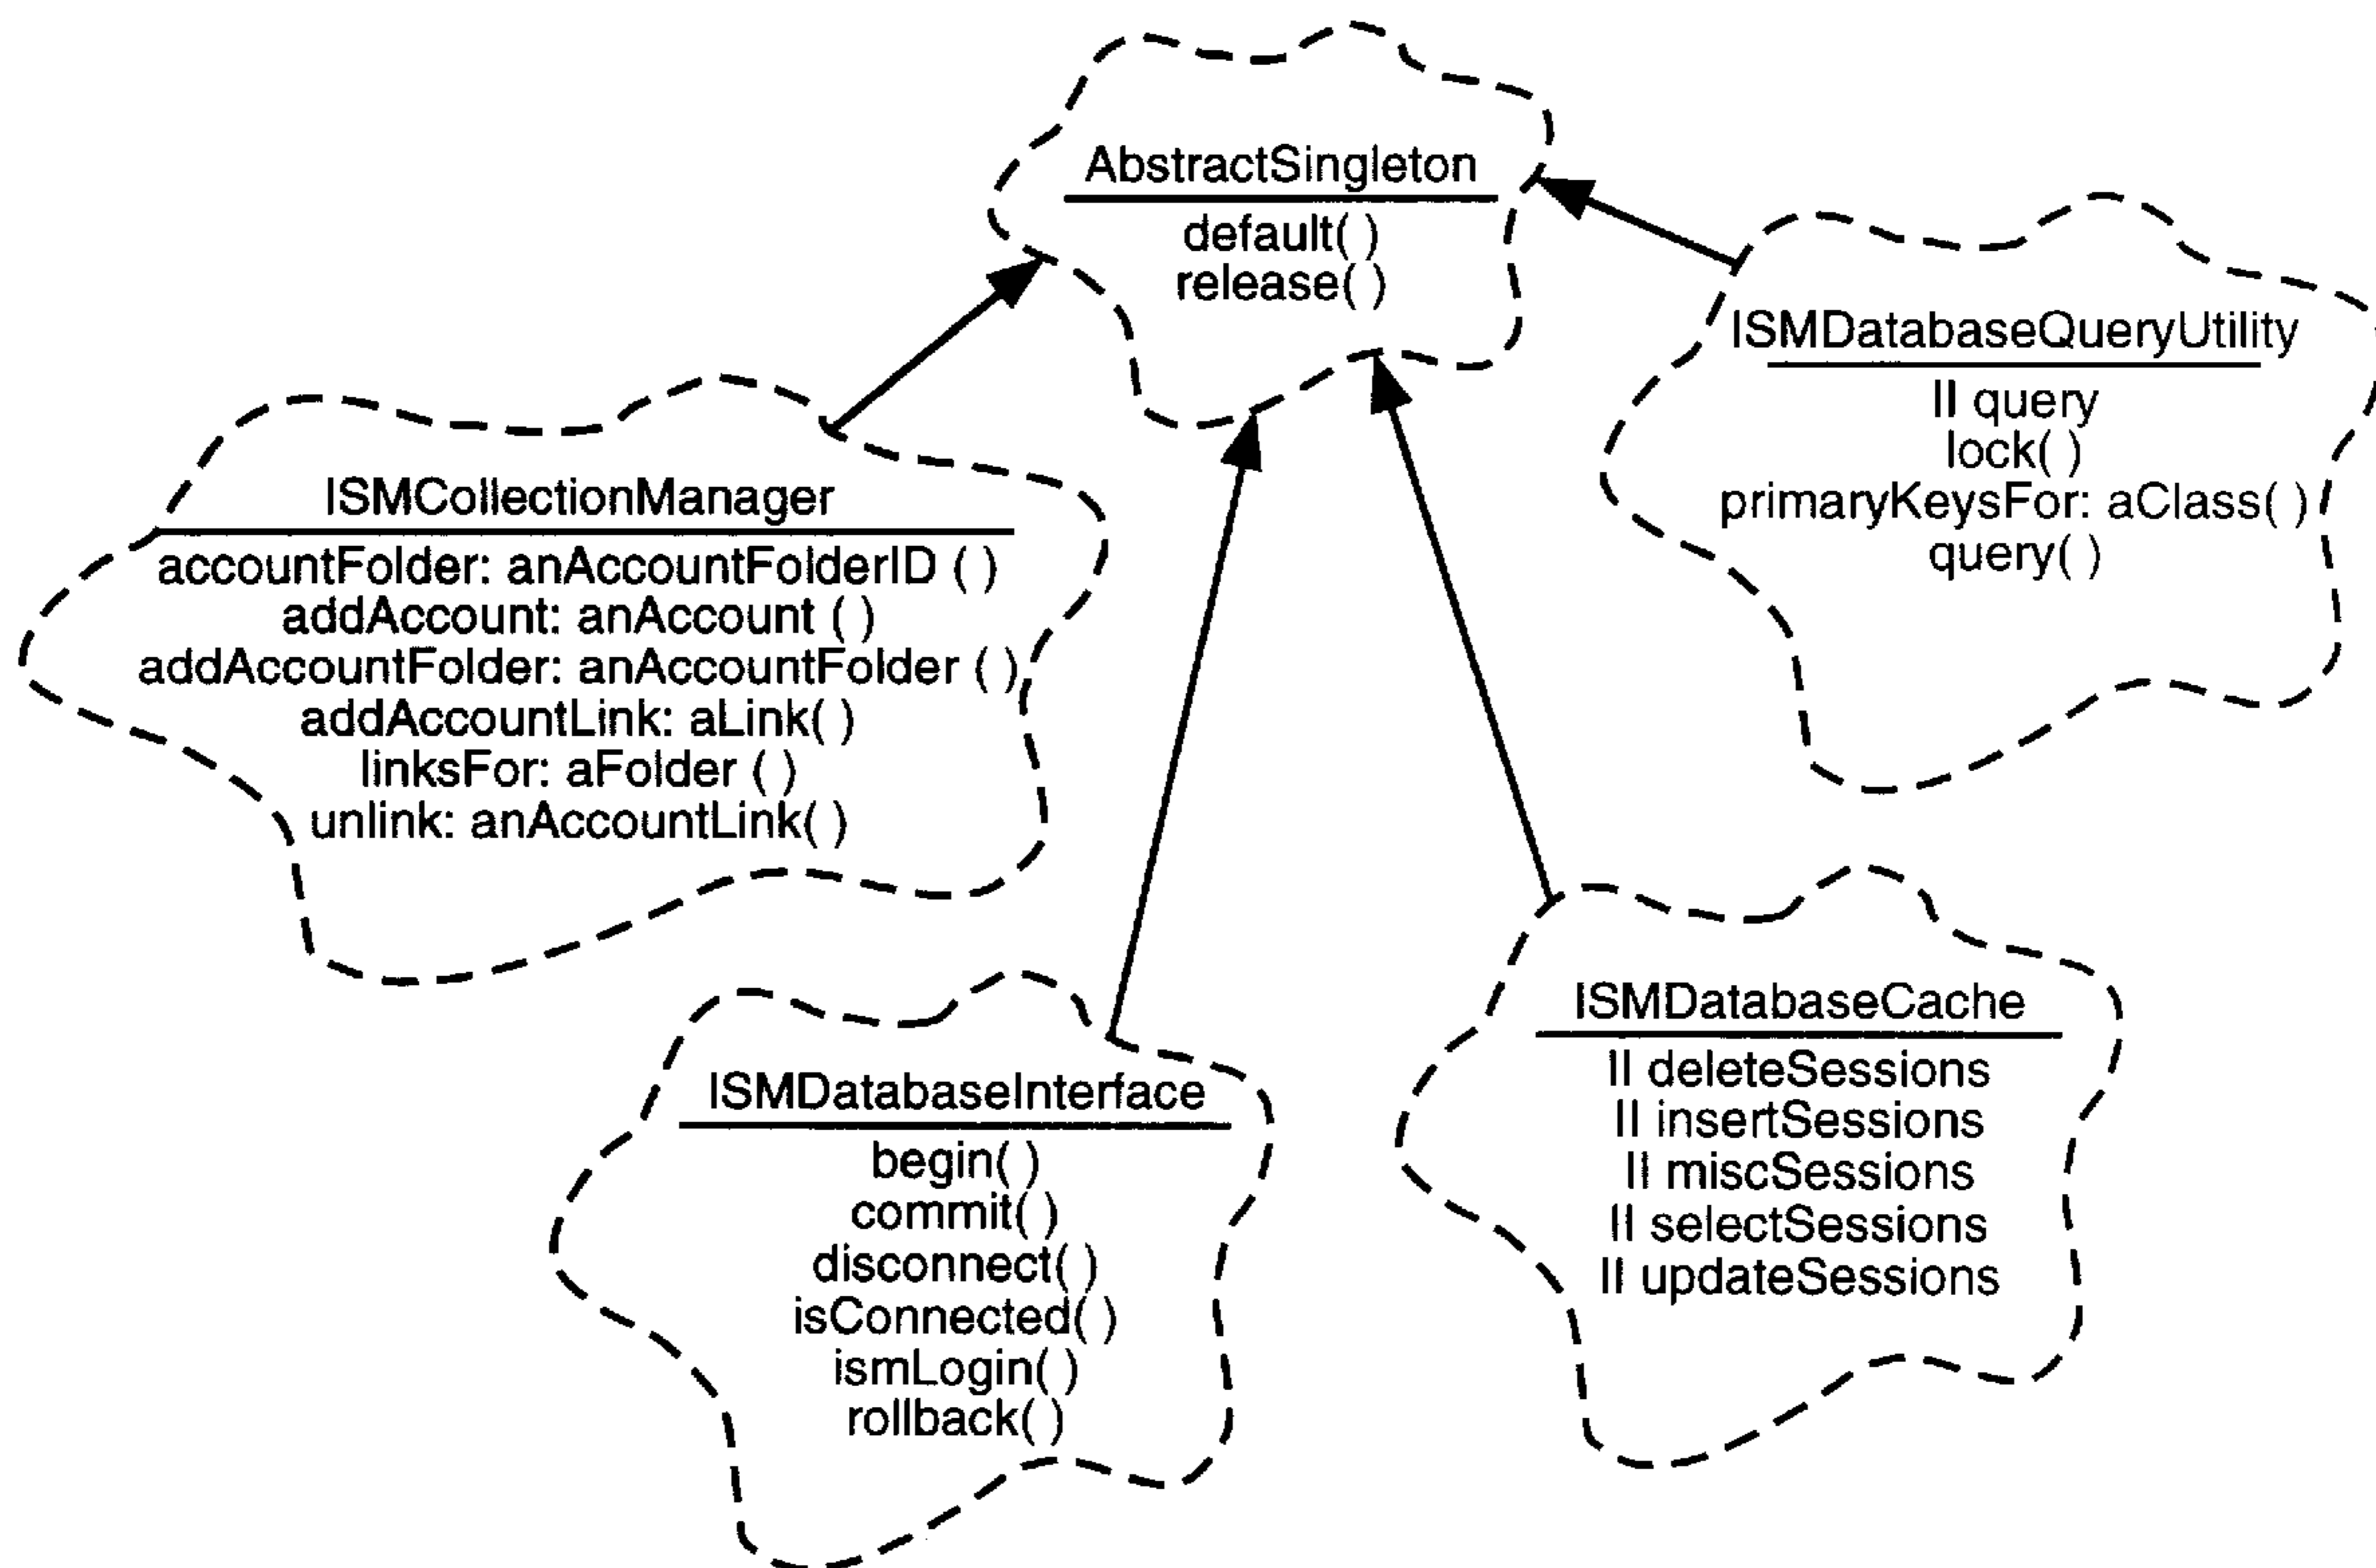 AbstractSingleton
default( )
release( )
ISMDatabaseQueryUtility
II query
lock( )
primaryKeysFor: aClass( )
query( )
ISMCollectionManager
accountFolder: anAccountFolderID ( )
addAccount: anAccount ( )
addAccountFolder: anAccountFolder ( )
addAccountLink: aLink( )
linksFor: aFolder ( )
unlink: anAccountLink( )
ISMDatabaseInterface
begin( )
commit( )
disconnect( )
isConnected( )
ismLogin( )
rollback( )
ISMDatabaseCache
II deleteSessions
II insertSessions
II miscSessions
II selectSessions
II updateSessions